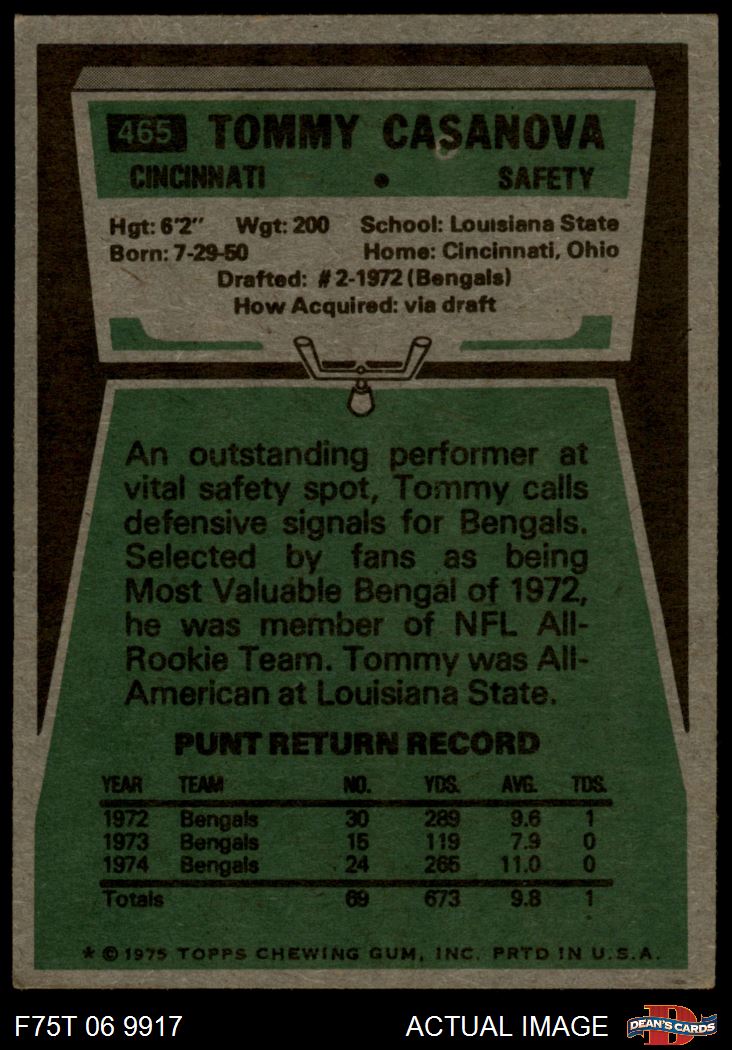 465 TOMMY CASANOVA
CINCINNATI • SAFETY
Hgt: 6'2" Wgt: 200 School: Louisiana State
Born: 7-29-50 Home: Cincinnati, Ohio
Drafted: #2-1972 (Bengals)
How Acquired: via draft
An outstanding performer at
vital safety spot, Tommy calls
defensive signals for Bengals.
Selected by fans as being
Most Valuable Bengal of 1972,
he was member of NFL All-
Rookie Team. Tommy was All-
American at Louisiana State.
PUNT RETURN RECORD
YEAR TEAM NO. YDS. AVG. TDS.
1972 Bengals 30 289 9.6 1
1973 Bengals 15 119 7.9 0
1974 Bengals 24 265 11.0 0
Totals 69 673 9.8 1
* © 1975 TOPPS CHEWING GUM, INC. PRTD IN U.S.A.
F75T 06 9917 ACTUAL IMAGE D DEAN'S CARDS